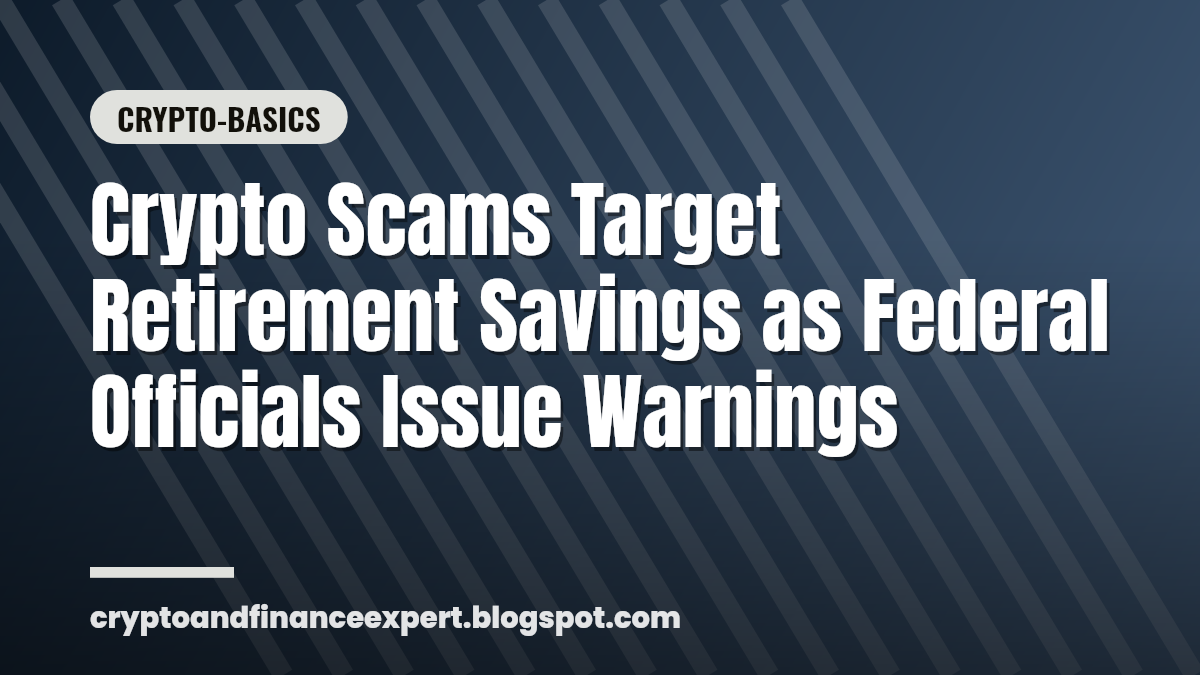 CRYPTO-BASICS
Crypto Scams Target
Retirement Savings as Federal
Officials Issue Warnings
cryptoandfinanceexpert.blogspot.com